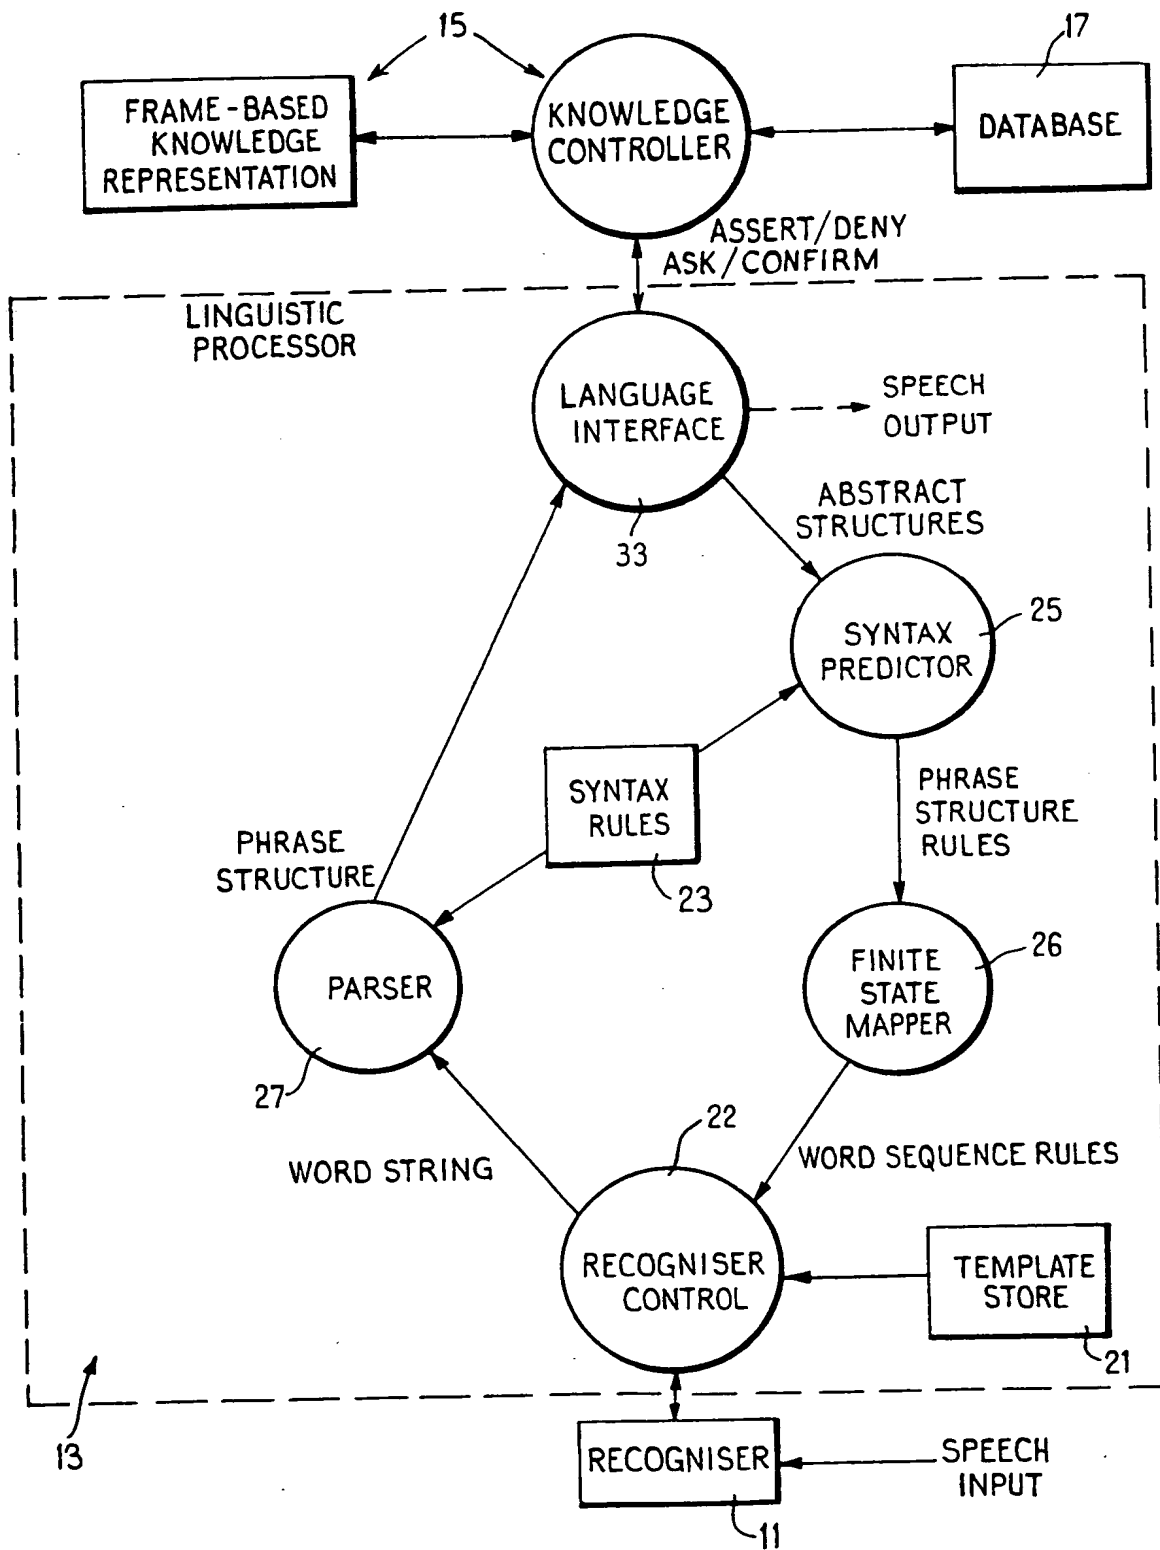 15
17
FRAME-BASED
KNOWLEDGE
REPRESENTATION
KNOWLEDGE
CONTROLLER
DATABASE
ASSERT/DENY
ASK/CONFIRM
LINGUISTIC
PROCESSOR
LANGUAGE
INTERFACE
SPEECH
OUTPUT
33
ABSTRACT
STRUCTURES
25
SYNTAX
PREDICTOR
SYNTAX
RULES
23
PHRASE
STRUCTURE
RULES
PHRASE
STRUCTURE
PARSER
27
FINITE
STATE
MAPPER
26
WORD STRING
22
WORD SEQUENCE RULES
RECOGNISER
CONTROL
TEMPLATE
STORE
21
13
RECOGNISER
11
SPEECH
INPUT